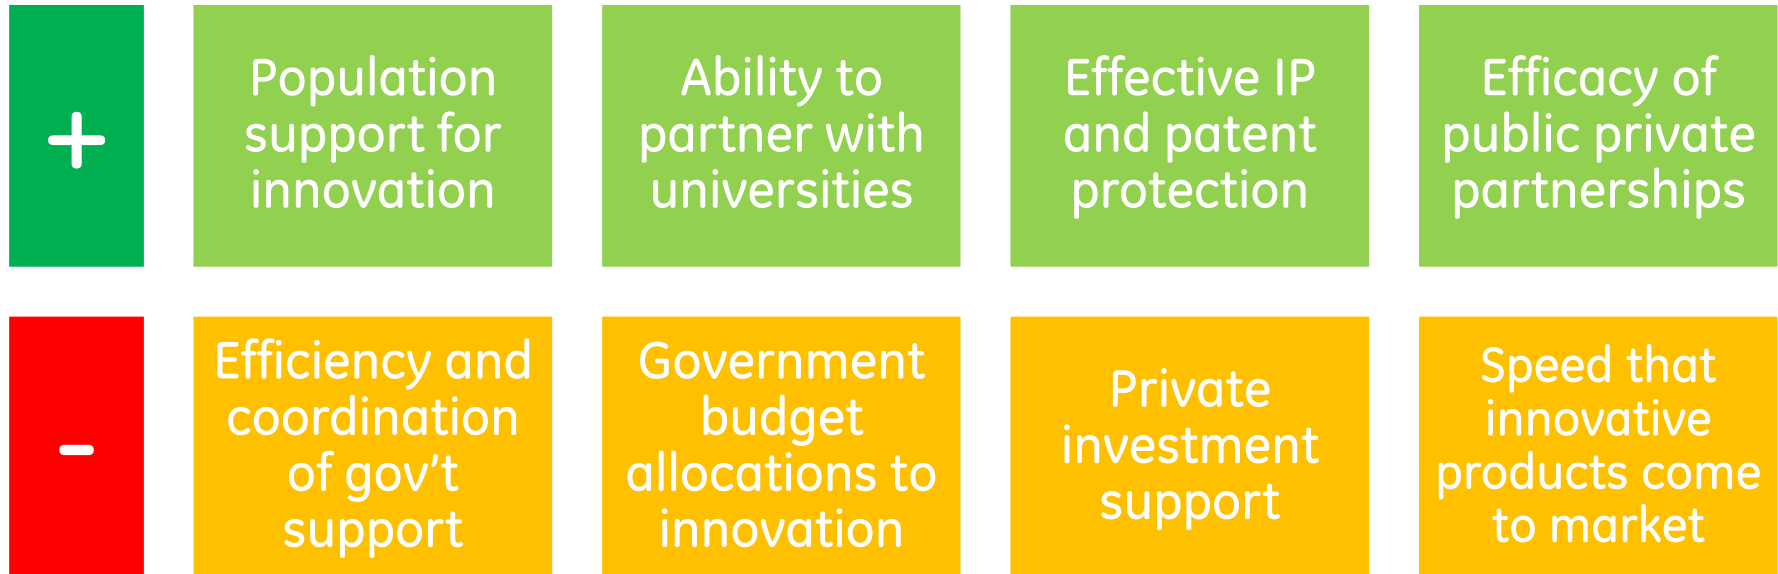 +
Population
support for
innovation
Ability to
partner with
universities
Effective IP
and patent
protection
Efficacy of
public private
partnerships
-
Efficiency and
coordination
of gov’t
support
Government
budget
allocations to
innovation
Private
investment
support
Speed that
innovative
products come
to market